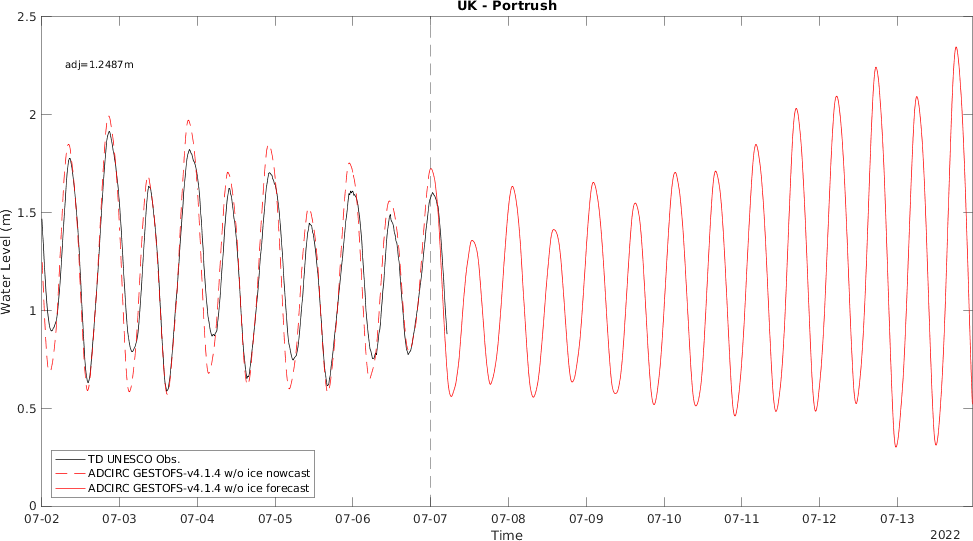 UK - Portrush
2.5
adj=1.2487m
2
1.5
Water Level (m)
1
0.5
TD UNESCO Obs.
ADCIRC GESTOFS-v4.1.4 w/o ice nowcast
ADCIRC GESTOFS-v4.1.4 w/o ice forecast
0
07-02 07-03 07-04 07-05 07-06 07-07 07-08 07-09 07-10 07-11 07-12 07-13
Time
2022